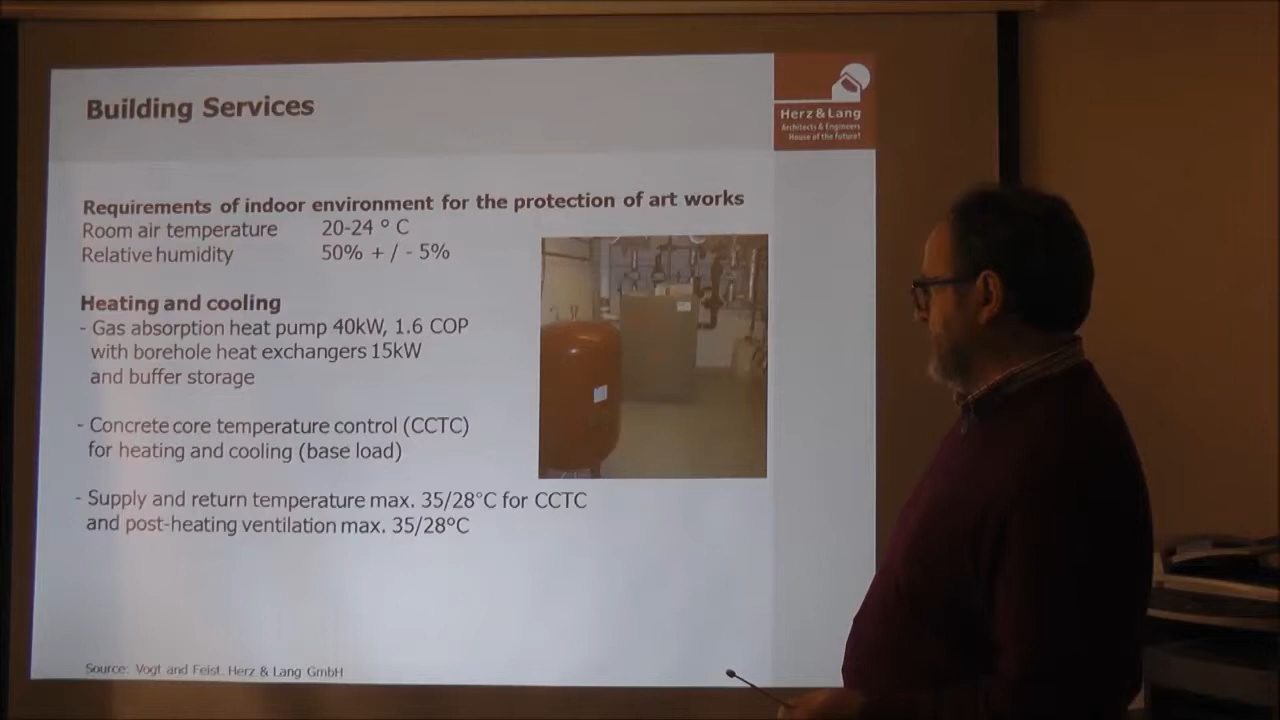 Building Services
Herz & Lang
Architects & Engineers
House of the future!
Requirements of indoor environment for the protection of art works
Room air temperature 20-24 ° C
Relative humidity 50% + / - 5%
Heating and cooling
- Gas absorption heat pump 40kW, 1.6 COP
with borehole heat exchangers 15kW
and buffer storage
- Concrete core temperature control (CCTC)
for heating and cooling (base load)
- Supply and return temperature max. 35/28°C for CCTC
and post-heating ventilation max. 35/28°C
Source: Vogt and Feist, Herz & Lang GmbH